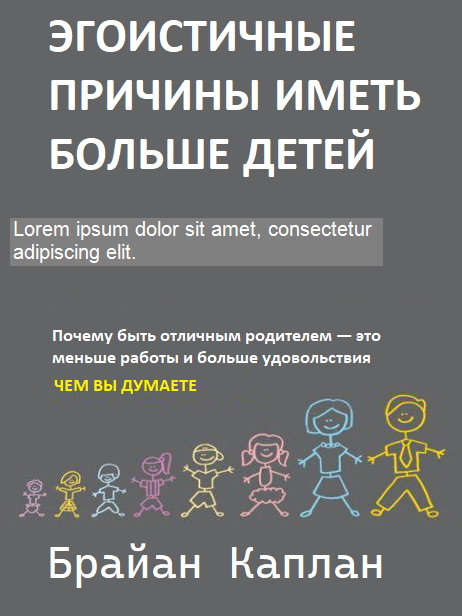 ЭГОИСТИЧНЫЕ
ПРИЧИНЫ ИМЕТЬ
БОЛЬШЕ ДЕТЕЙ
Lorem ipsum dolor sit amet, consectetur
adipiscing elit.
Почему быть отличным родителем — это
меньше работы и больше удовольствия
ЧЕМ ВЫ ДУМАЕТЕ
Брайан Каплан